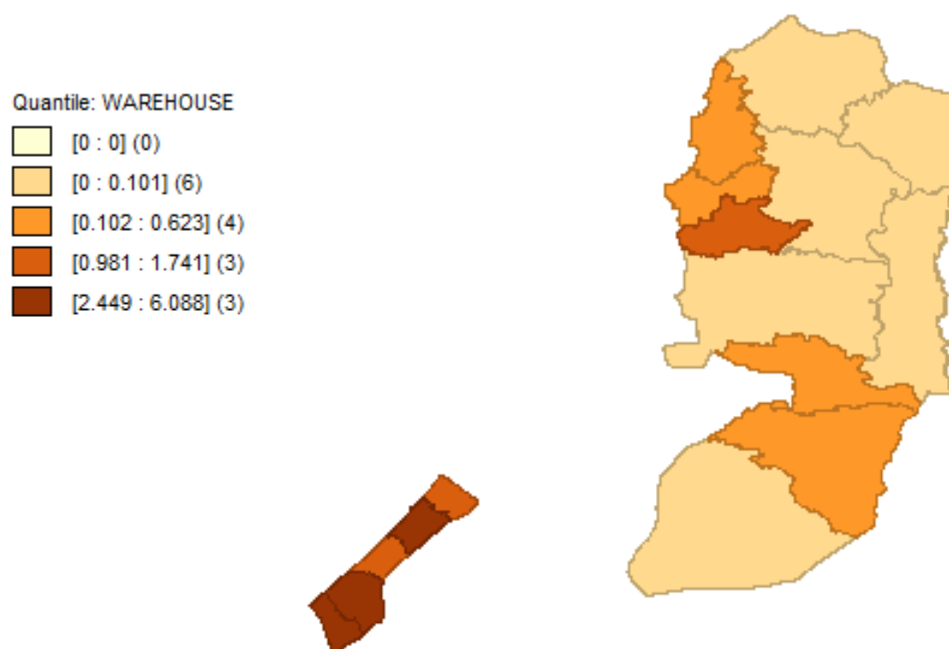 Quantile: WAREHOUSE
[0 : 0] (0)
[0 : 0.101] (6)
[0.102 : 0.623] (4)
[0.981 : 1.741] (3)
[2.449 : 6.088] (3)